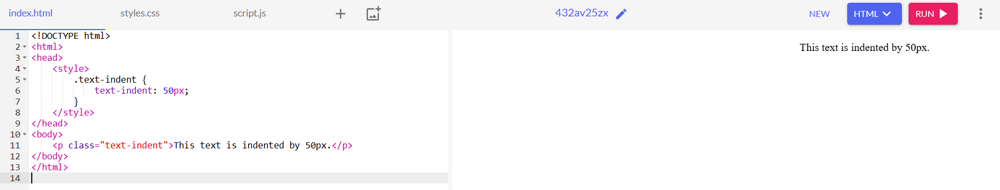 index.html styles.css script.js 432av25zx NEW HTML RUN
1 <!DOCTYPE html>
2 <html>
3 <head>
4     <style>
5         .text-indent {
6             text-indent: 50px;
7         }
8     </style>
9 </head>
10 <body>
11     <p class="text-indent">This text is indented by 50px.</p>
12 </body>
13 </html>
14
This text is indented by 50px.